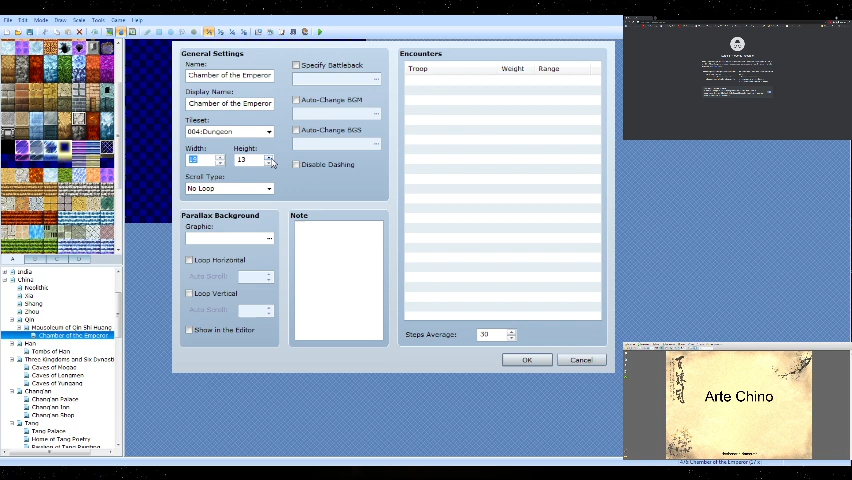 File Edit Mode Draw Scale Tools Game Help
General Settings
Name:
Chamber of the Emperor
Display Name:
Chamber of the Emperor
Tileset:
004:Dungeon
Width:
Height:
13
Scroll Type:
No Loop
Specify Battleback
Auto-Change BGM
Auto-Change BGS
Disable Dashing
Parallax Background
Graphic:
Loop Horizontal
Auto Scroll:
Loop Vertical
Auto Scroll:
Show in the Editor
Note
Encounters
Troop Weight Range
Steps Average: 30
OK Cancel
A B C D
India
China
Neolithic
Xia
Shang
Zhou
Qin
Mausoleum of Qin Shi Huang
Chamber of the Emperor
Han
Tombs of Han
Three Kingdoms and Six Dynasti
Caves of Mogao
Caves of Longmen
Caves of Yungang
Chang'an
Chang'an Palace
Chang'an Inn
Chang'an Shop
Tang
Tang Palace
Home of Tang Poetry
Passion of Tang Painting
Arte Chino